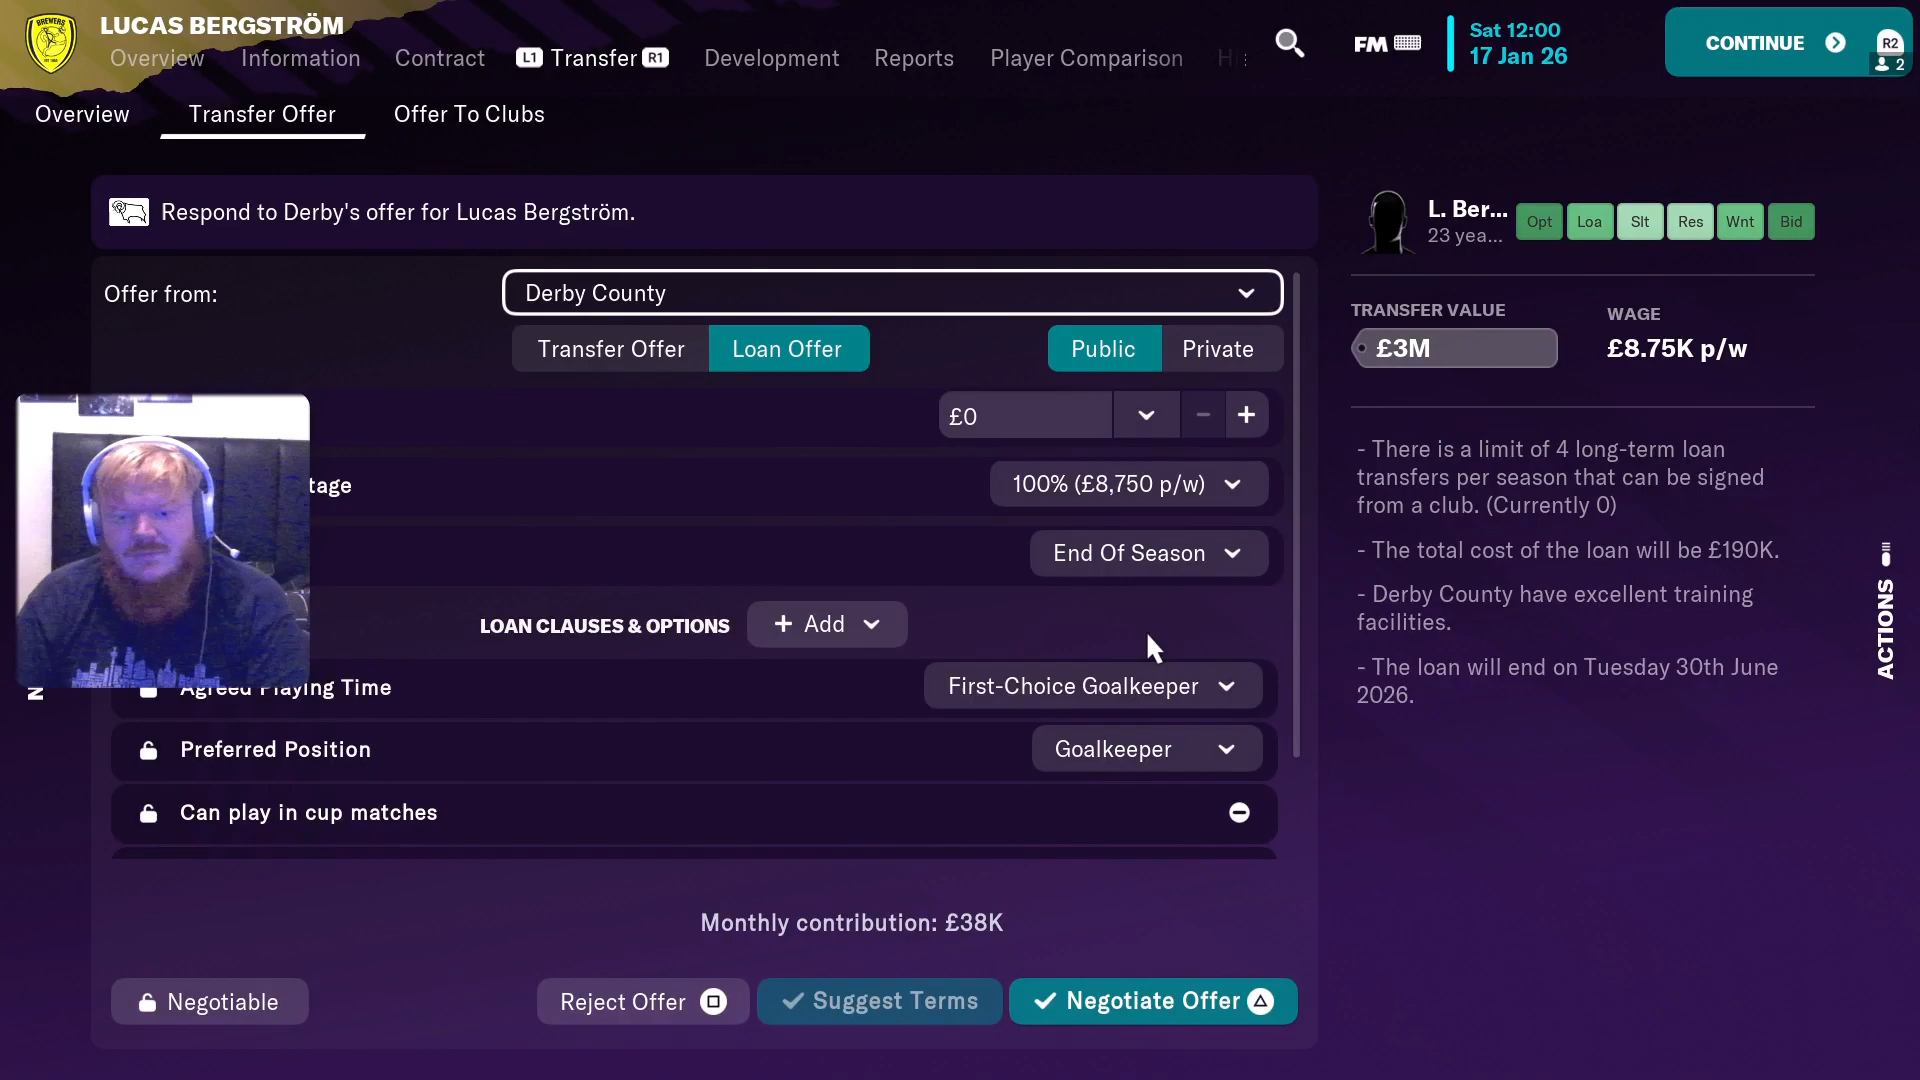 BREWERS
LUCAS BERGSTRÖM
Overview
Information
Contract
L1 Transfer R1
Development
Reports
Player Comparison
FM
Sat 12:00
17 Jan 26
CONTINUE
R2
2
Overview
Transfer Offer
Offer To Clubs
Respond to Derby's offer for Lucas Bergström.
Offer from:
Derby County
Transfer Offer
Loan Offer
Public
Private
£0
tage
100% (£8,750 p/w)
End Of Season
LOAN CLAUSES & OPTIONS
+ Add
Agreed Playing Time
First-Choice Goalkeeper
Preferred Position
Goalkeeper
Can play in cup matches
Monthly contribution: £38K
Negotiable
Reject Offer
Suggest Terms
Negotiate Offer
L. Ber...
23 yea...
Opt
Loa
Slt
Res
Wnt
Bid
TRANSFER VALUE
£3M
WAGE
£8.75K p/w
- There is a limit of 4 long-term loan
transfers per season that can be signed
from a club. (Currently 0)
- The total cost of the loan will be £190K.
- Derby County have excellent training
facilities.
- The loan will end on Tuesday 30th June
2026.
ACTIONS